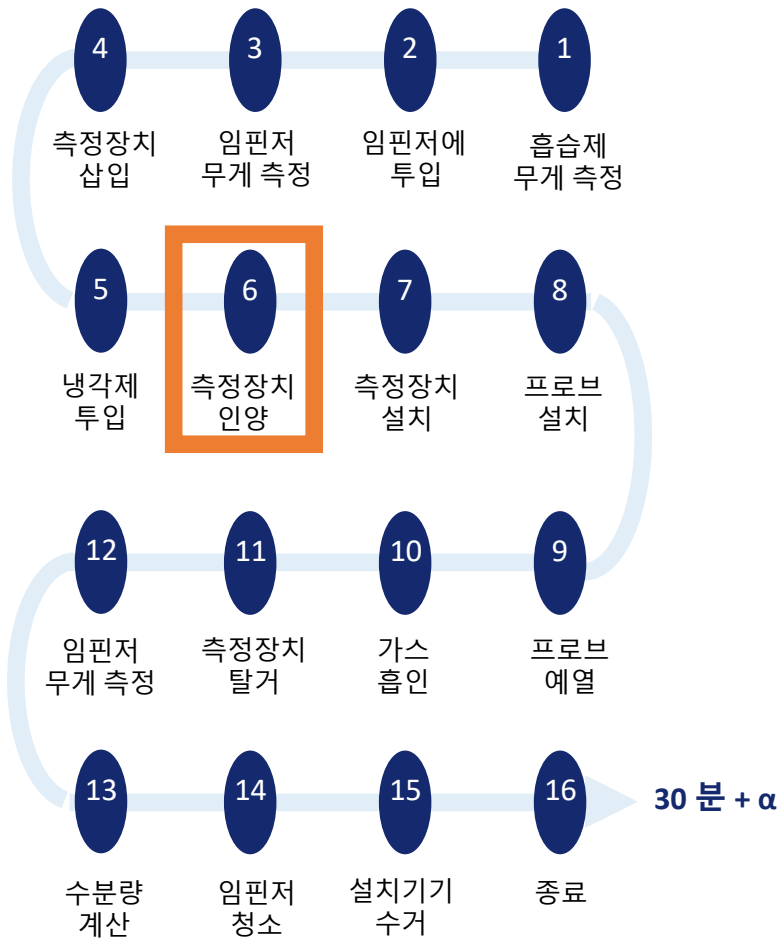 4
3
2
1
측정장치
삽입
임핀저
무게 측정
임핀저에
투입
흡습제
무게 측정
5
6
7
8
냉각제
투입
측정장치
인양
측정장치
설치
프로브
설치
12
11
10
9
임핀저
무게 측정
측정장치
탈거
가스
흡인
프로브
예열
13
14
15
16
30 분 + α
수분량
계산
임핀저
청소
설치기기
수거
종료